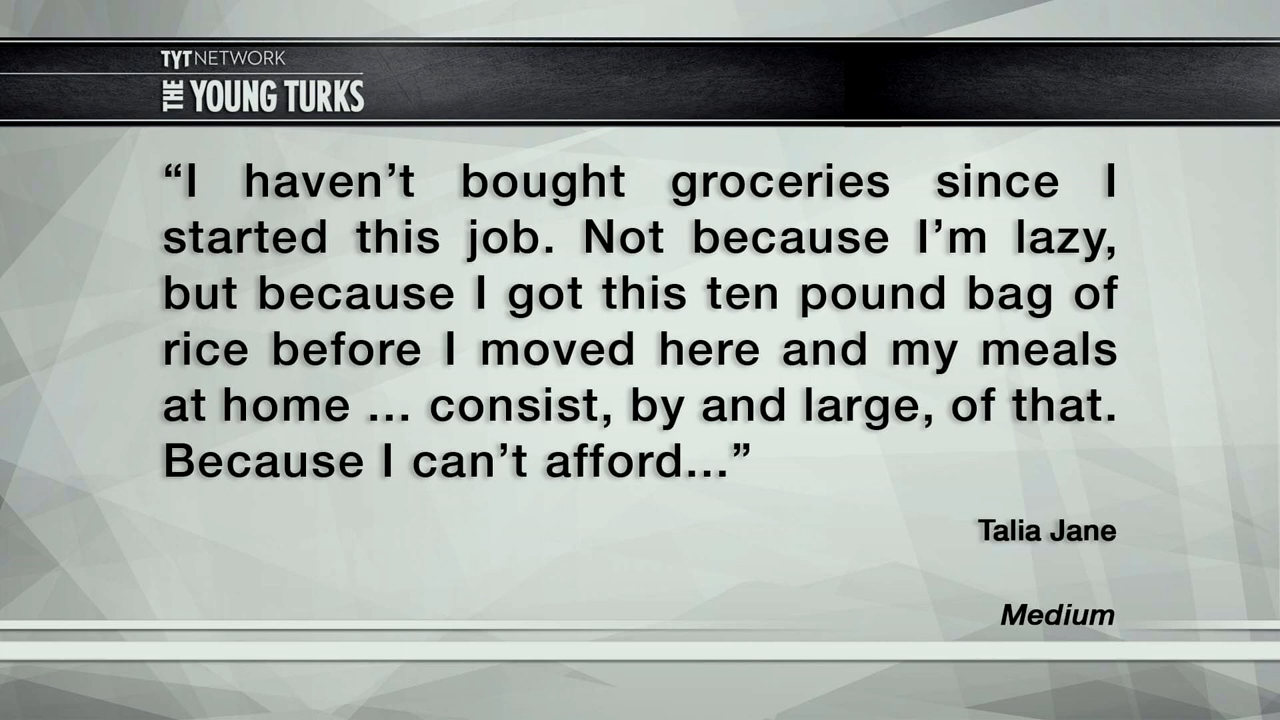 TYTNETWORK
THE YOUNG TURKS
“I haven’t bought groceries since I
started this job. Not because I’m lazy,
but because I got this ten pound bag of
rice before I moved here and my meals
at home ... consist, by and large, of that.
Because I can’t afford...”
Talia Jane
Medium